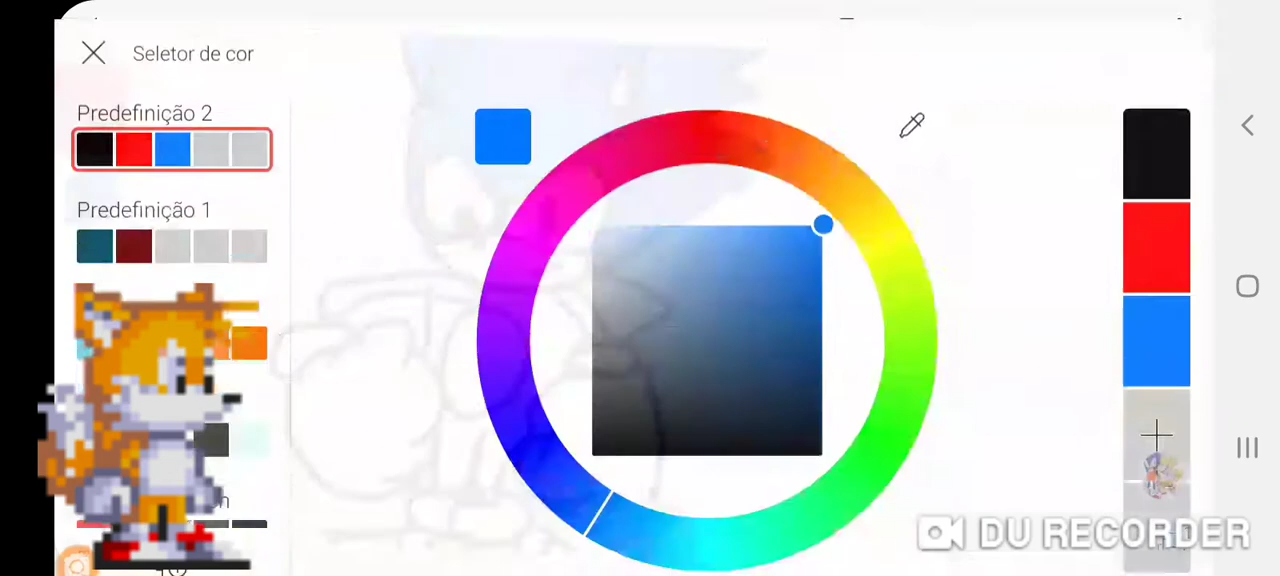 Seletor de cor
Predefinição 2
Predefinição 1
DU RECORDER